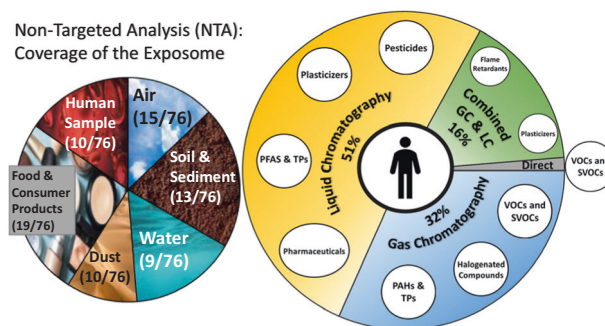 Non-Targeted Analysis (NTA):
Coverage of the Exposome
Human
Sample
(10/76)
Air
(15/76)
Soil &
Sediment
(13/76)
Water
(9/76)
Dust
(10/76)
Food &
Consumer
Products
(19/76)
Liquid Chromatography
51%
Pesticides
Plasticizers
PFAS & TPs
Pharmaceuticals
Combined
GC & LC
16%
Flame
Retardants
Plasticizers
Direct
VOCs and
SVOCs
32%
Gas Chromatography
VOCs and
SVOCs
Halogenated
Compounds
PAHs &
TPs